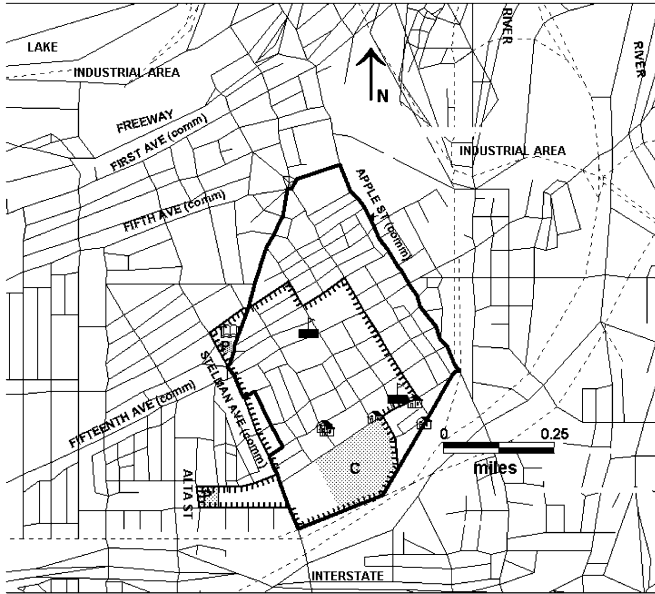 LAKE
RIVER
RIVER
INDUSTRIAL AREA
N
FREEWAY
FIRST AVE (comm)
INDUSTRIAL AREA
FIFTH AVE (comm)
APPLE ST (comm)
STELMAN AVE (comm)
FIFTEENTH AVE (comm)
0 0.25
miles
C
ALTA ST
INTERSTATE